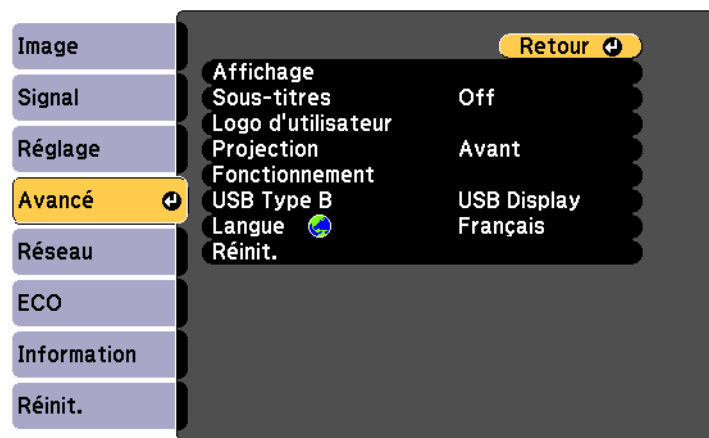 Image
Signal
Réglage
Avancé
Réseau
ECO
Information
Réinit.
Retour
Affichage
Sous-titres Off
Logo d'utilisateur
Projection Avant
Fonctionnement
USB Type B USB Display
Langue Français
Réinit.